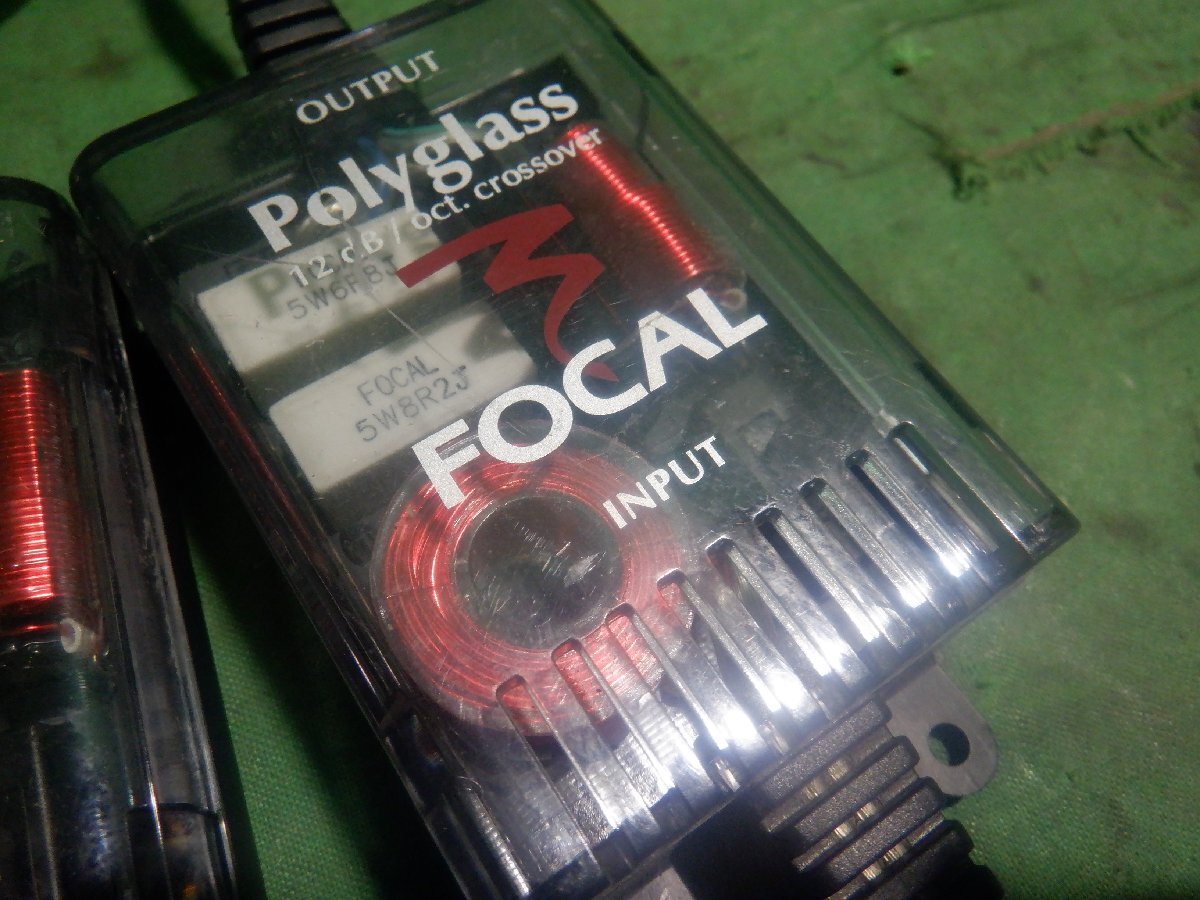 OUTPUT
Polyglass
12 dB / oct. crossover
5W6R8J
FOCAL
5W8R2J
FOCAL
INPUT